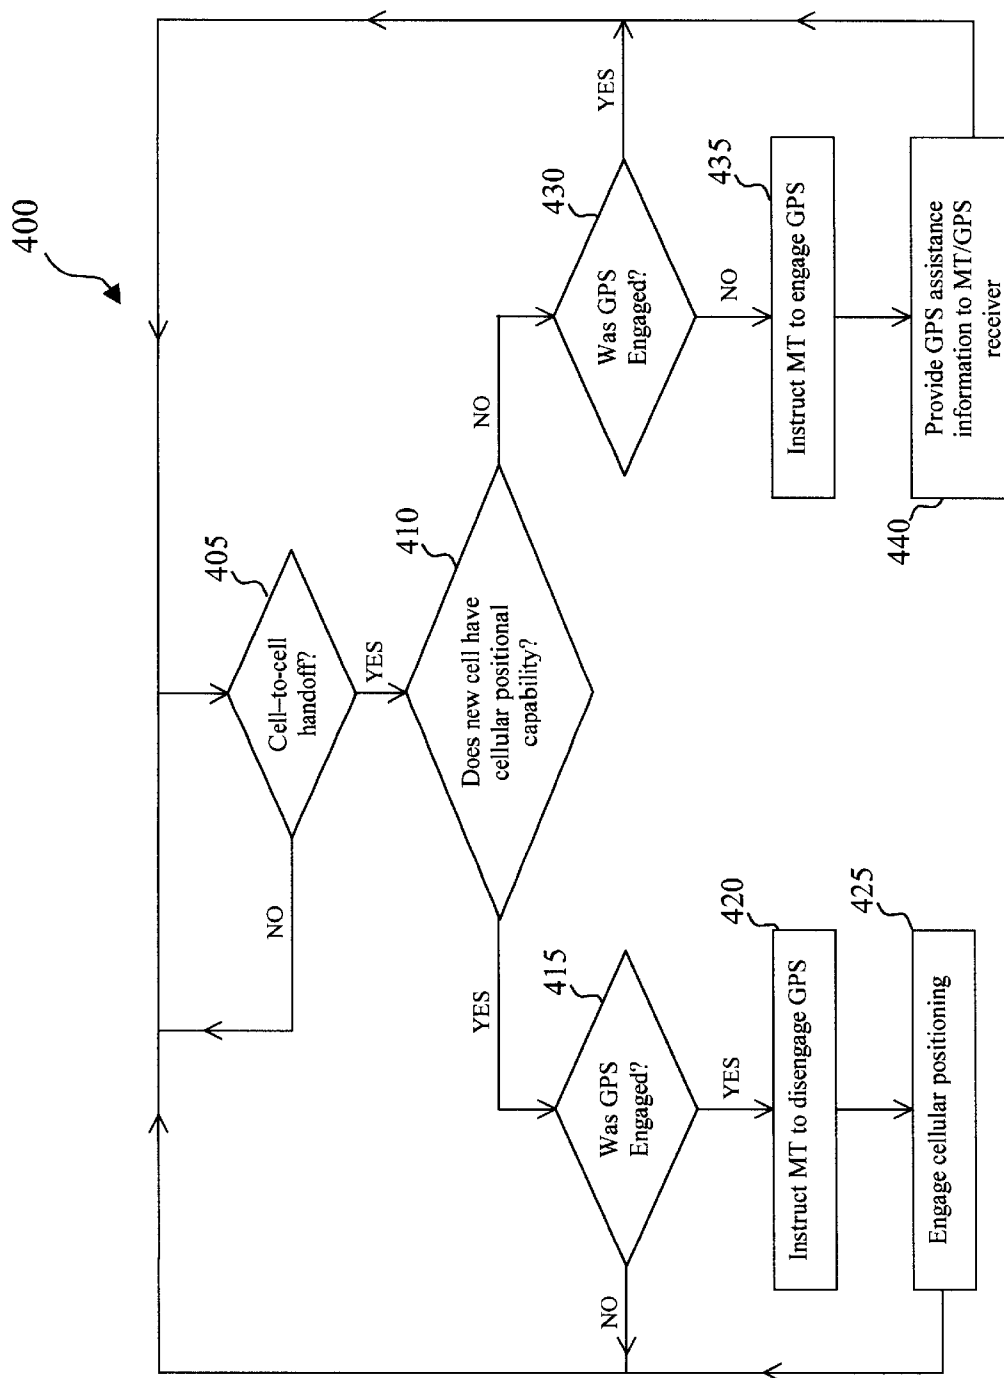 400
405
Cell–to-cell
handoff?
NO
YES
410
Does new cell have
cellular positional
capability?
YES
NO
415
Was GPS
Engaged?
NO
YES
420
Instruct MT to disengage GPS
425
Engage cellular positioning
430
Was GPS
Engaged?
YES
NO
435
Instruct MT to engage GPS
440
Provide GPS assistance
information to MT/GPS
receiver